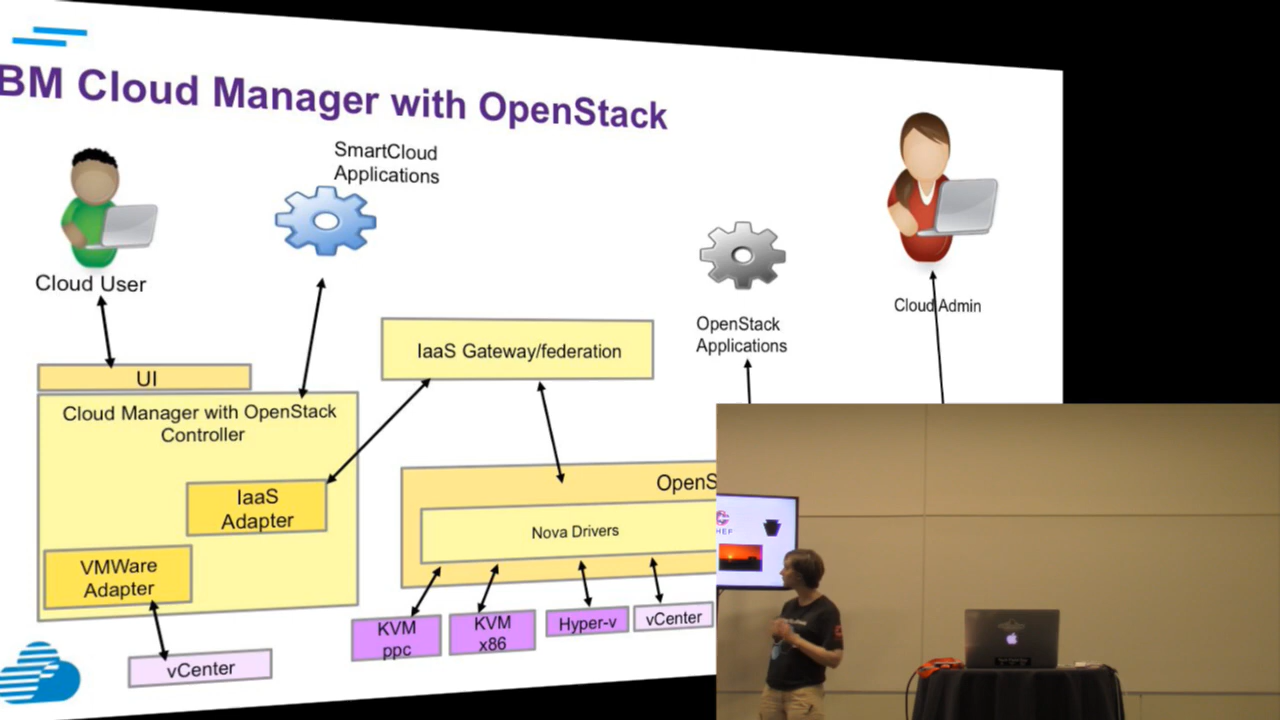 BM Cloud Manager with OpenStack
SmartCloud
Applications
Cloud User
OpenStack
Applications
Cloud Admin
IaaS Gateway/federation
UI
Cloud Manager with OpenStack
Controller
IaaS
Adapter
VMWare
Adapter
vCenter
OpenS
Nova Drivers
KVM
ppc
KVM
x86
Hyper-v
vCenter
HEF